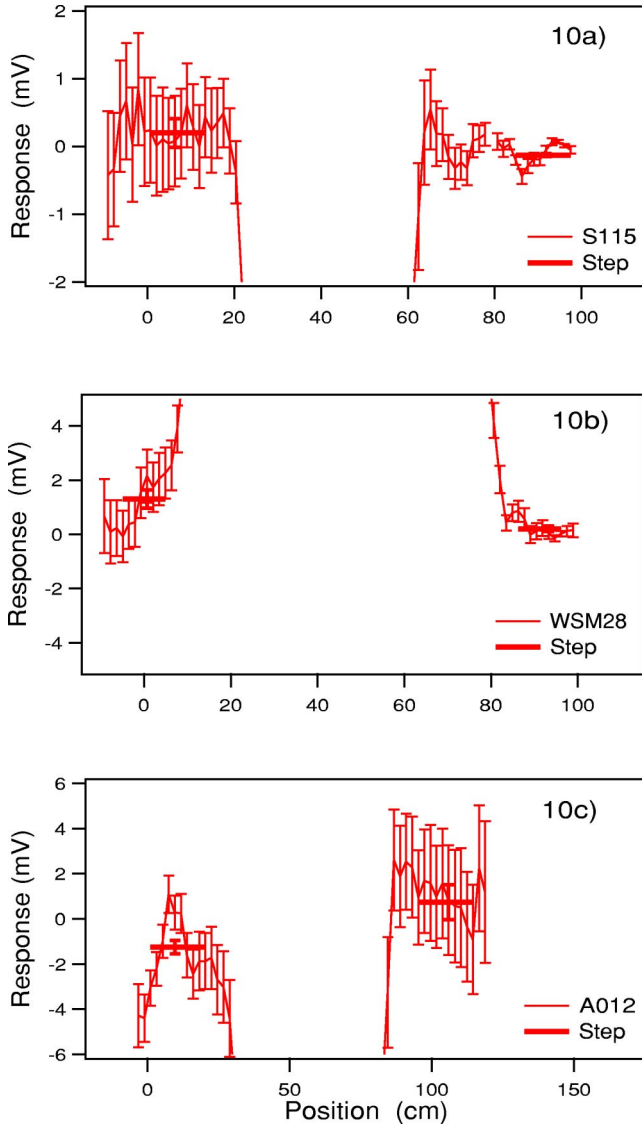 10a)
Response (mV)
2
1
0
-1
-2
S115
Step
0 20 40 60 80 100
10b)
Response (mV)
4
2
0
-2
-4
WSM28
Step
0 20 40 60 80 100
10c)
Response (mV)
6
4
2
0
-2
-4
-6
A012
Step
0 50 100 150
Position (cm)